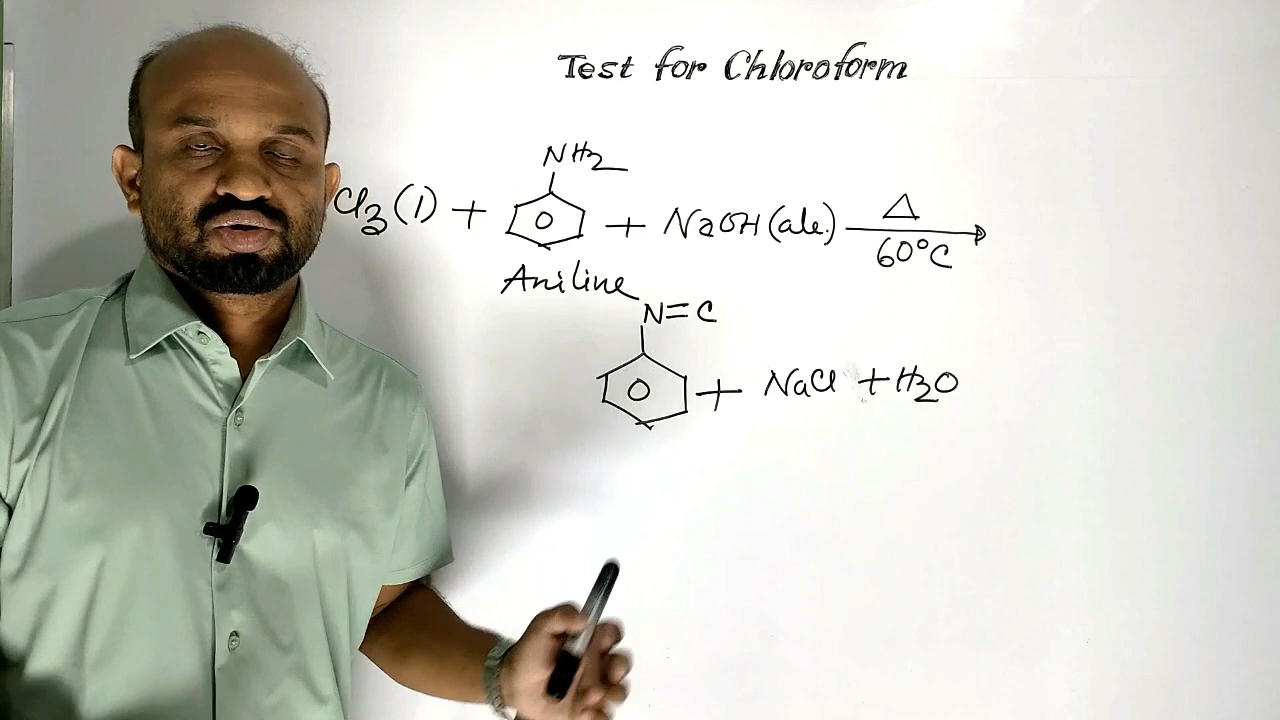 Test for Chloroform
NH2
Cl3(l) + + NaOH(alc.) Δ
60°C
Aniline
N=C
+ NaCl + H2O